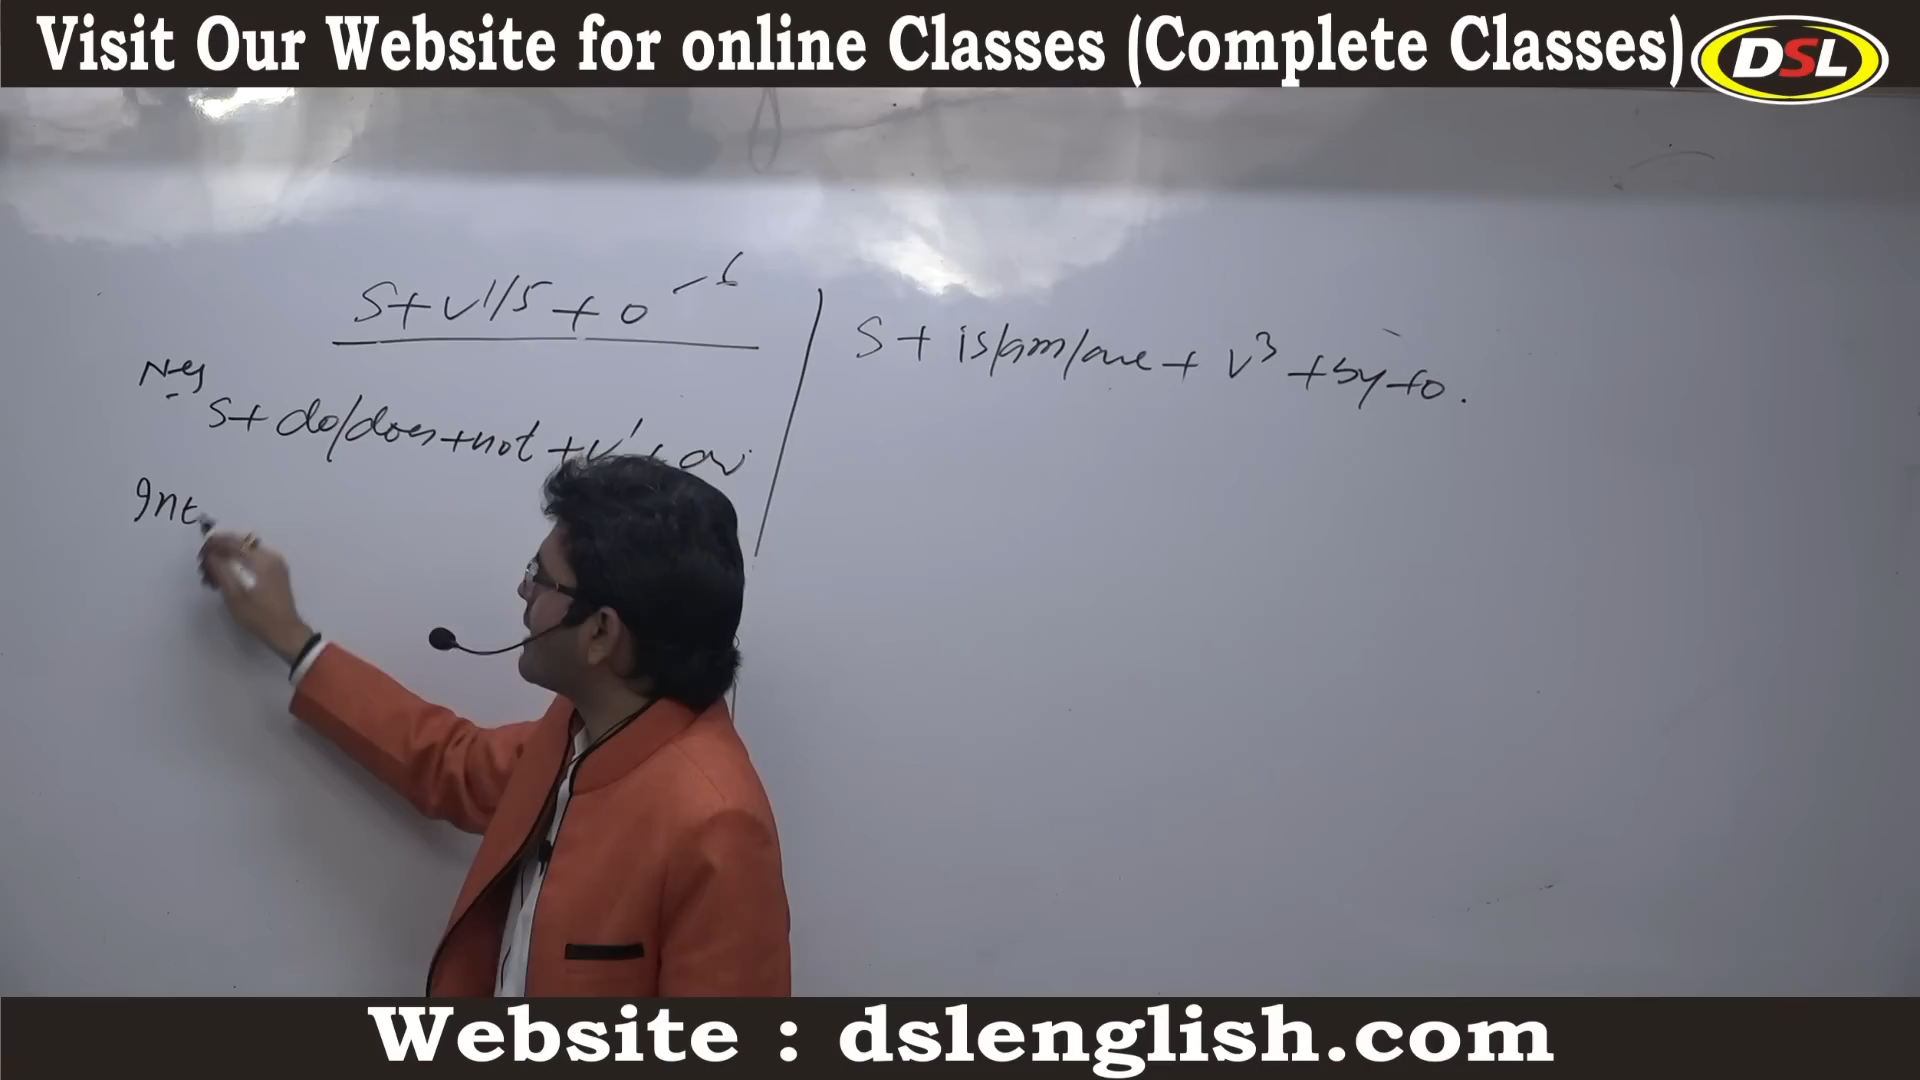 Visit Our Website for online Classes (Complete Classes)
DSL
S+V1/5+O
Neg
S+do/does+not+V1+O
Int
S+is/am/are+V3+by+O.
Website : dslenglish.com